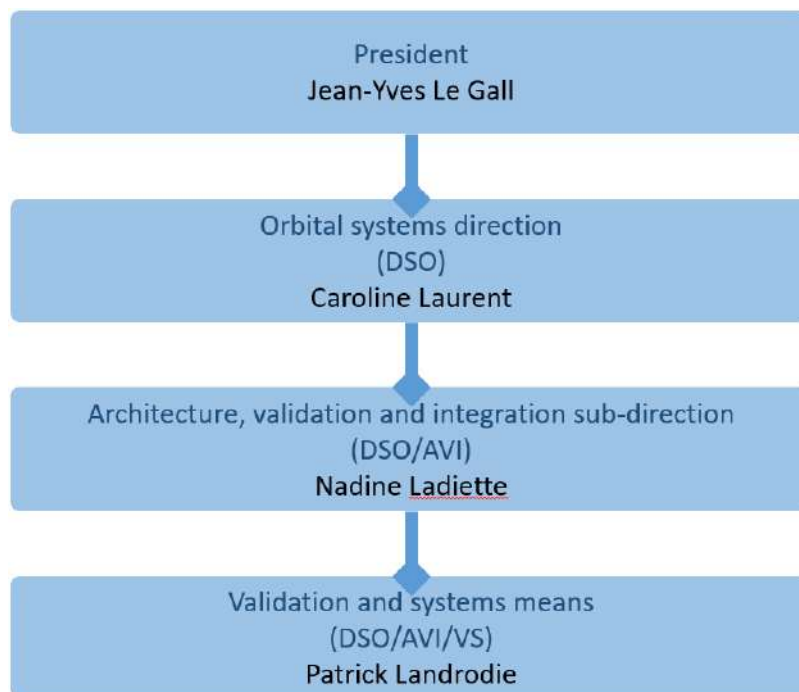 President
Jean-Yves Le Gall
Orbital systems direction
(DSO)
Caroline Laurent
Architecture, validation and integration sub-direction
(DSO/AVI)
Nadine Ladiette
Validation and systems means
(DSO/AVI/VS)
Patrick Landrodie